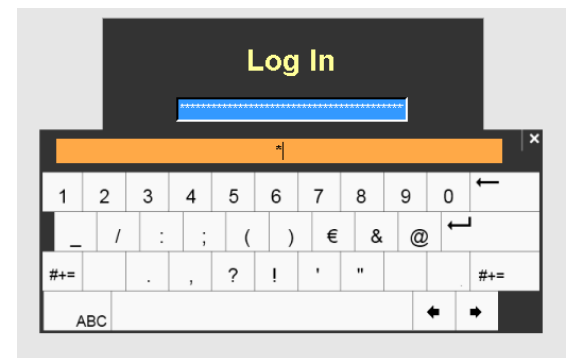 Log In
****************************************
*
×
1 2 3 4 5 6 7 8 9 0 ←
_ / : ; ( ) € & @ ↵
#+= . , ? ! ' " #+=
ABC ← →